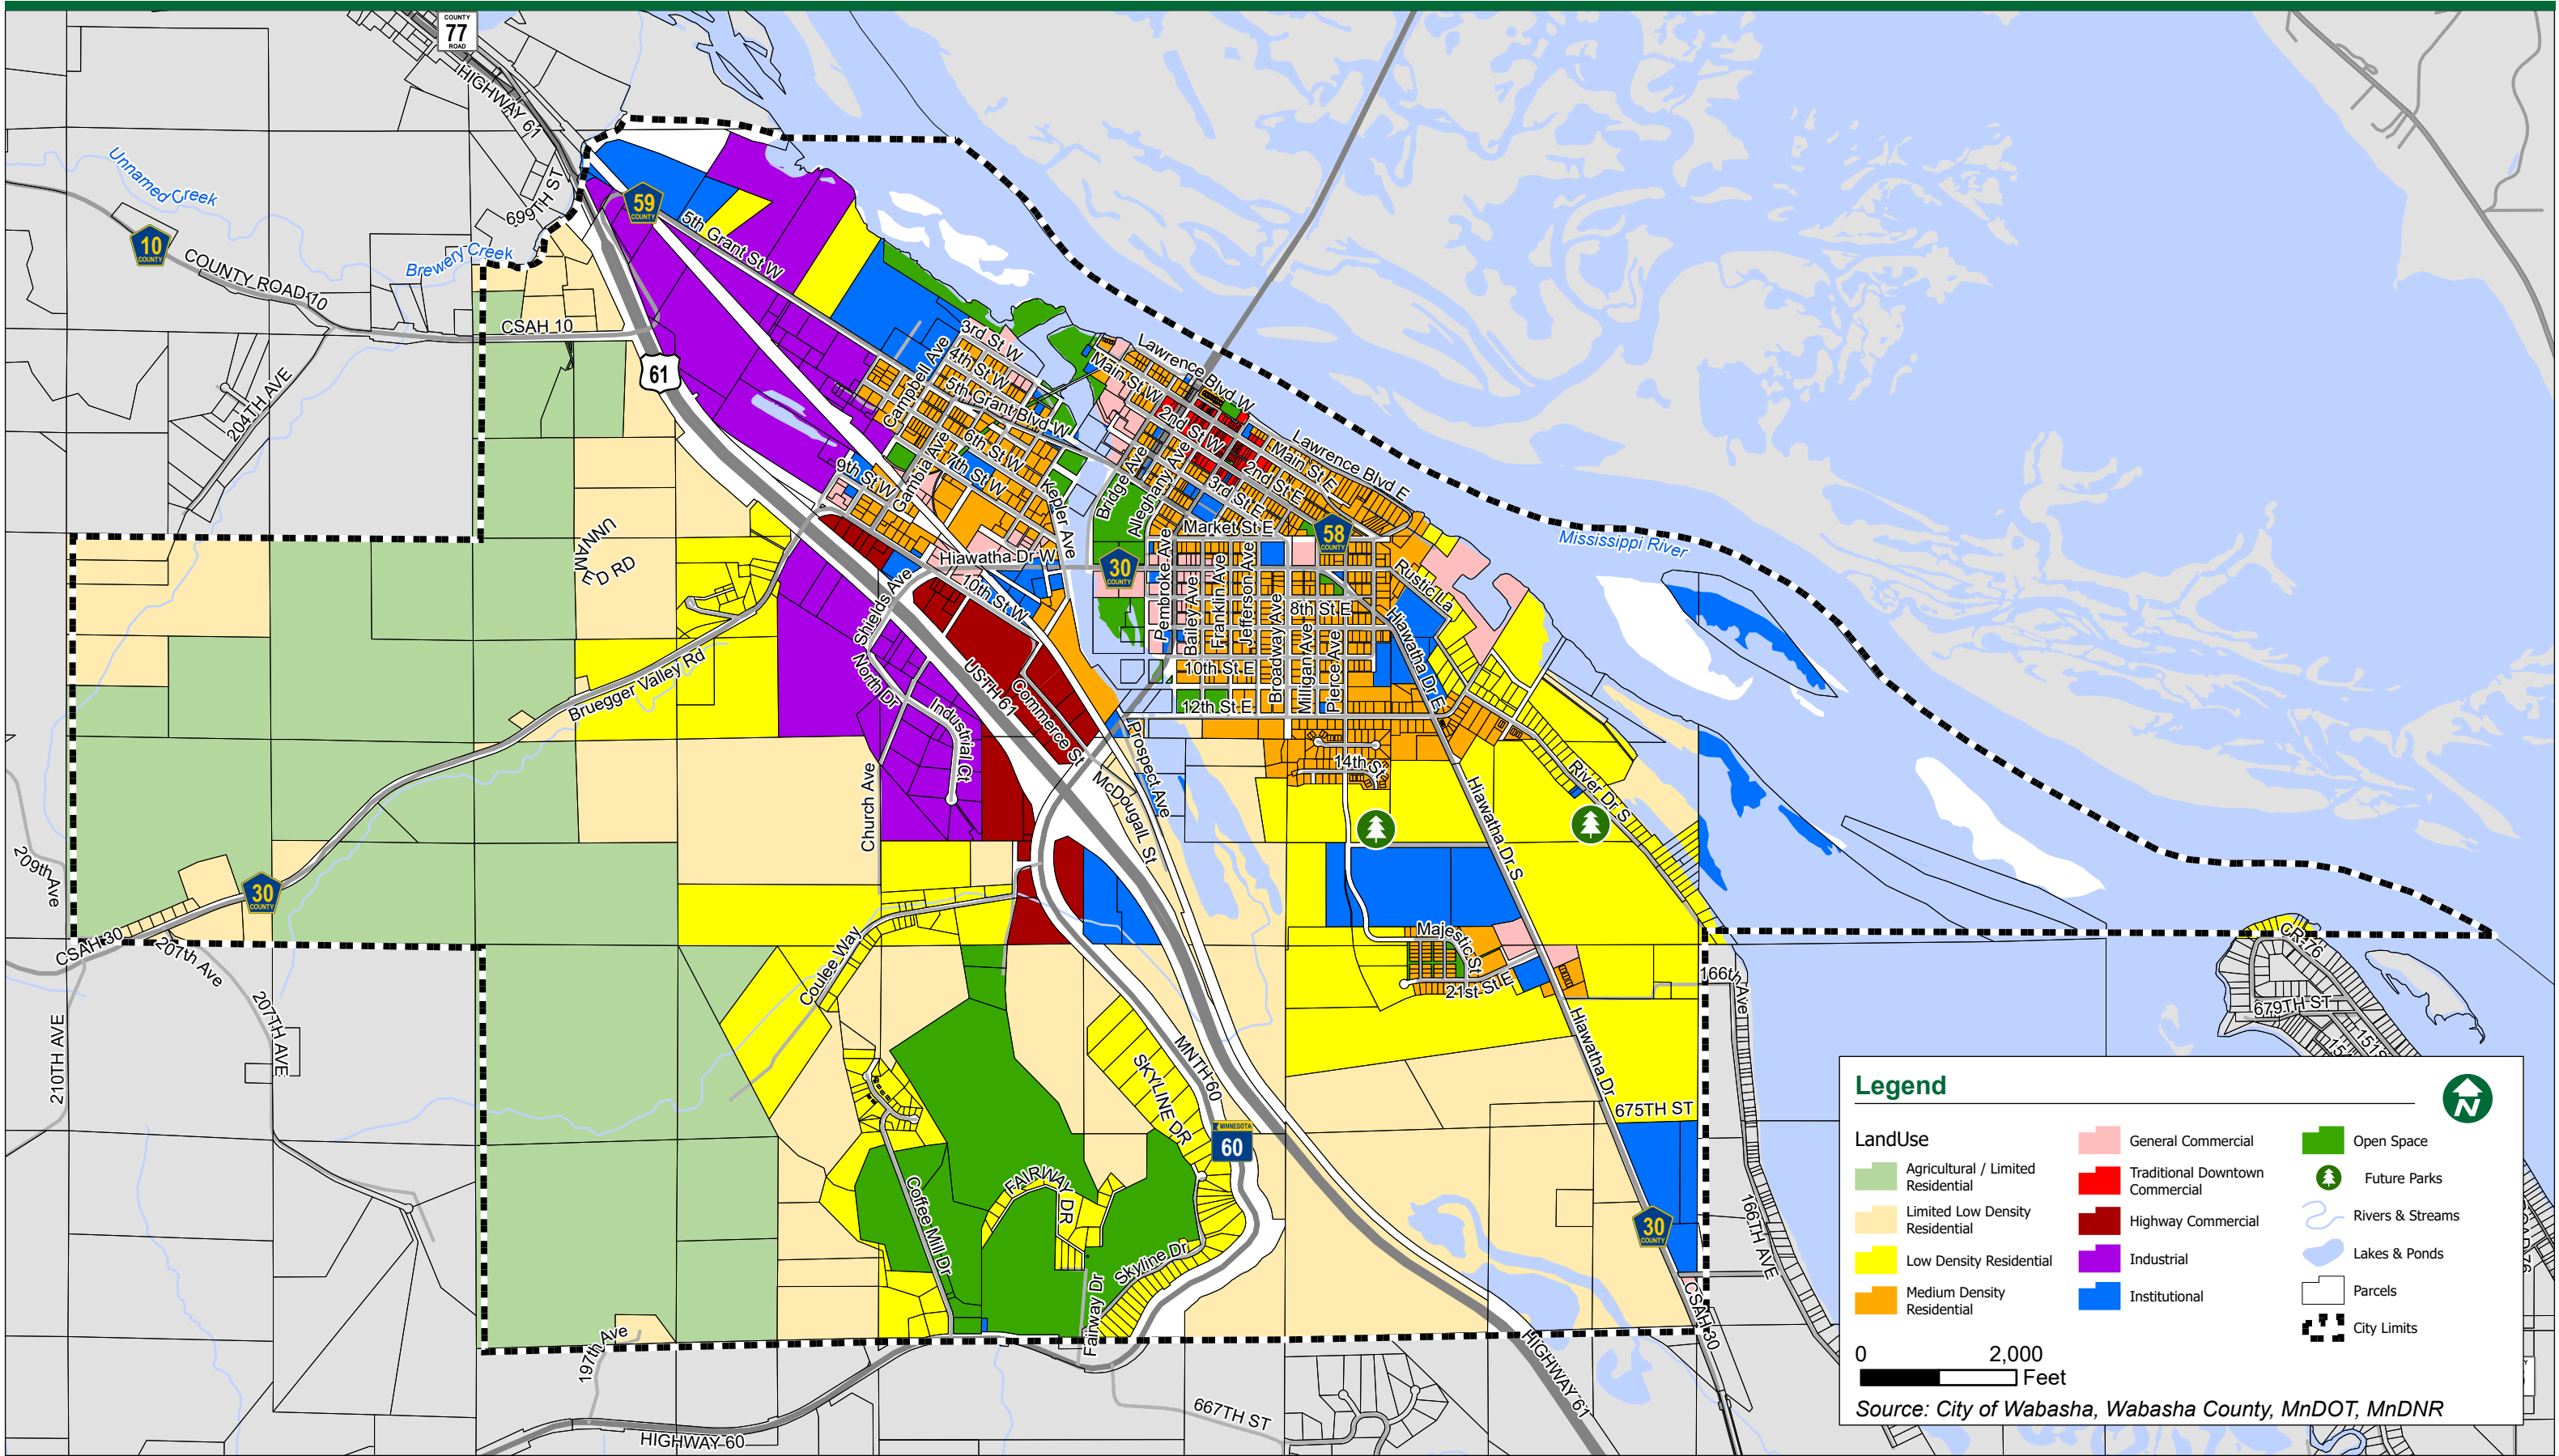 COUNTY
77
ROAD
HIGHWAY 61
Unnamed Creek
699TH ST
59
COUNTY
5th Grant St W
10
COUNTY
COUNTY ROAD 10
Brewery Creek
CSAH 10
61
204TH AVE
3rd St W
4th St W
5th Grant Blvd W
Campbell Ave
6th St W
7th St W
9th St W
Gambia Ave
Kepler Ave
Lawrence Blvd W
Main St W
2nd St W
Bridge Ave
Alleghany Ave
Lawrence Blvd E
Main St E
2nd St E
3rd St E
Market St E
58
COUNTY
Mississippi River
UNNAMED RD
Hiawatha Dr W
30
COUNTY
10th St W
Shields Ave
Pembroke Ave
Bailey Ave
Franklin Ave
Jefferson Ave
Broadway Ave
Milligan Ave
Pierce Ave
8th St E
10th St E
12th St E
14th St
Rustic La
Hiawatha Dr E
Bruegger Valley Rd
North Dr
Industrial Ct
USTH 61
Commerce St
Prospect Ave
McDougall St
Church Ave
River Dr S
Hiawatha Dr S
209th Ave
30
COUNTY
CSAH 30
207th Ave
Coulee Way
Majestic St
21st St E
166th Ave
CR-76
679TH ST
210TH AVE
207TH AVE
MNTH 60
SKYLINE DR
Hiawatha Dr
675TH ST
MINNESOTA
60
FAIRWAY DR
Coffee Mill Dr
Skyline Dr
Fairway Dr
30
COUNTY
166TH AVE
CSAH 30
197th Ave
HIGHWAY 60
667TH ST
HIGHWAY 61
Legend
N
LandUse
Agricultural / Limited
Residential
Limited Low Density
Residential
Low Density Residential
Medium Density
Residential
General Commercial
Traditional Downtown
Commercial
Highway Commercial
Industrial
Institutional
Open Space
Future Parks
Rivers & Streams
Lakes & Ponds
Parcels
City Limits
0 2,000
Feet
Source: City of Wabasha, Wabasha County, MnDOT, MnDNR